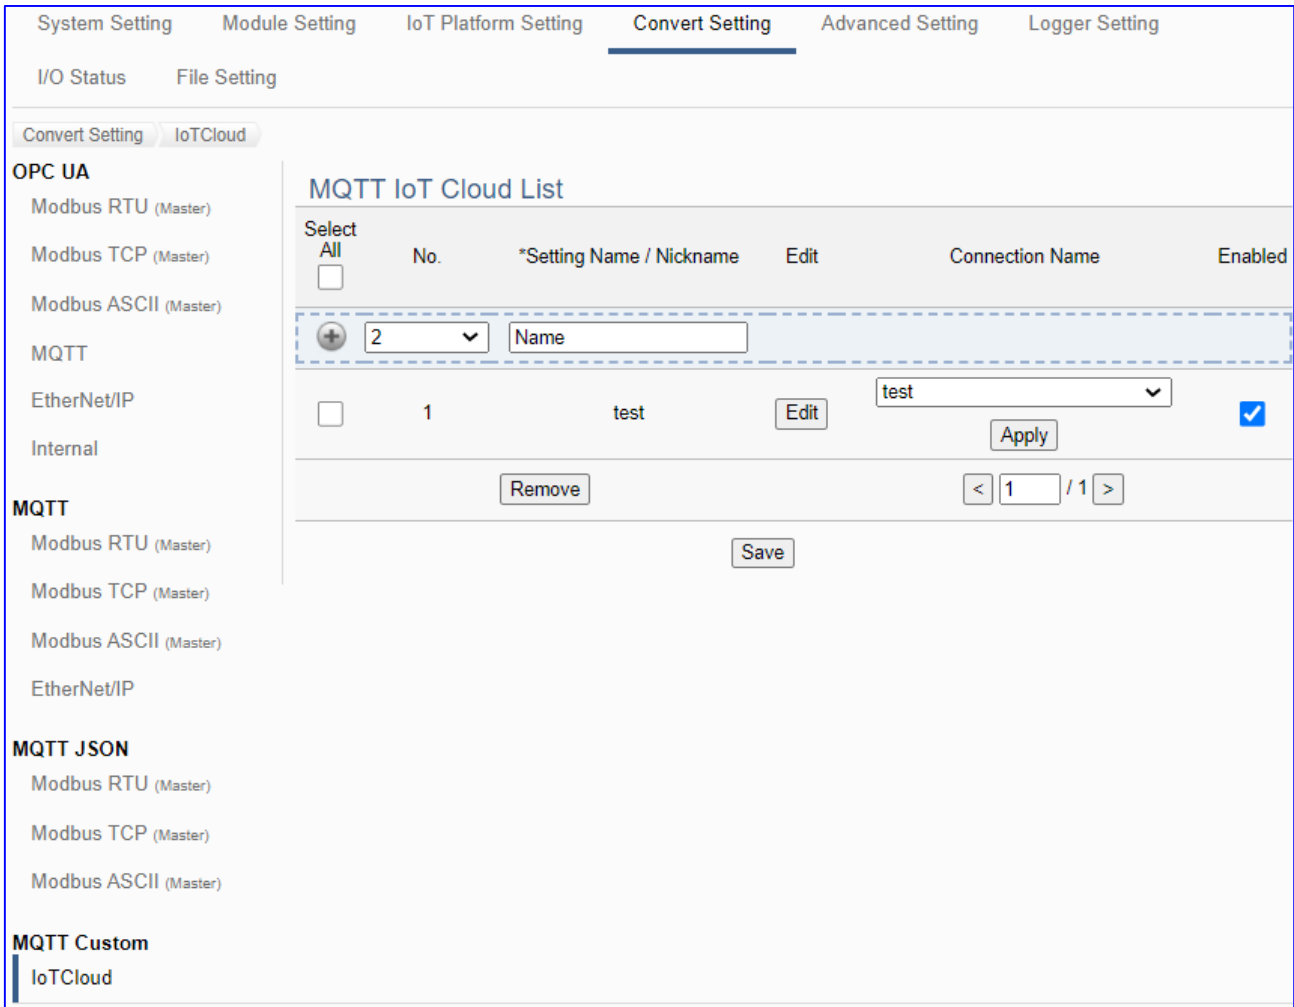 System Setting Module Setting IoT Platform Setting Convert Setting Advanced Setting Logger Setting
I/O Status File Setting
Convert Setting IoTCloud
OPC UA
Modbus RTU (Master)
Modbus TCP (Master)
Modbus ASCII (Master)
MQTT
EtherNet/IP
Internal
MQTT
Modbus RTU (Master)
Modbus TCP (Master)
Modbus ASCII (Master)
EtherNet/IP
MQTT JSON
Modbus RTU (Master)
Modbus TCP (Master)
Modbus ASCII (Master)
MQTT Custom
IoTCloud
MQTT IoT Cloud List
Select All No. *Setting Name / Nickname Edit Connection Name Enabled
+ 2 Name
1 test Edit test
Apply
Remove < 1 / 1 >
Save